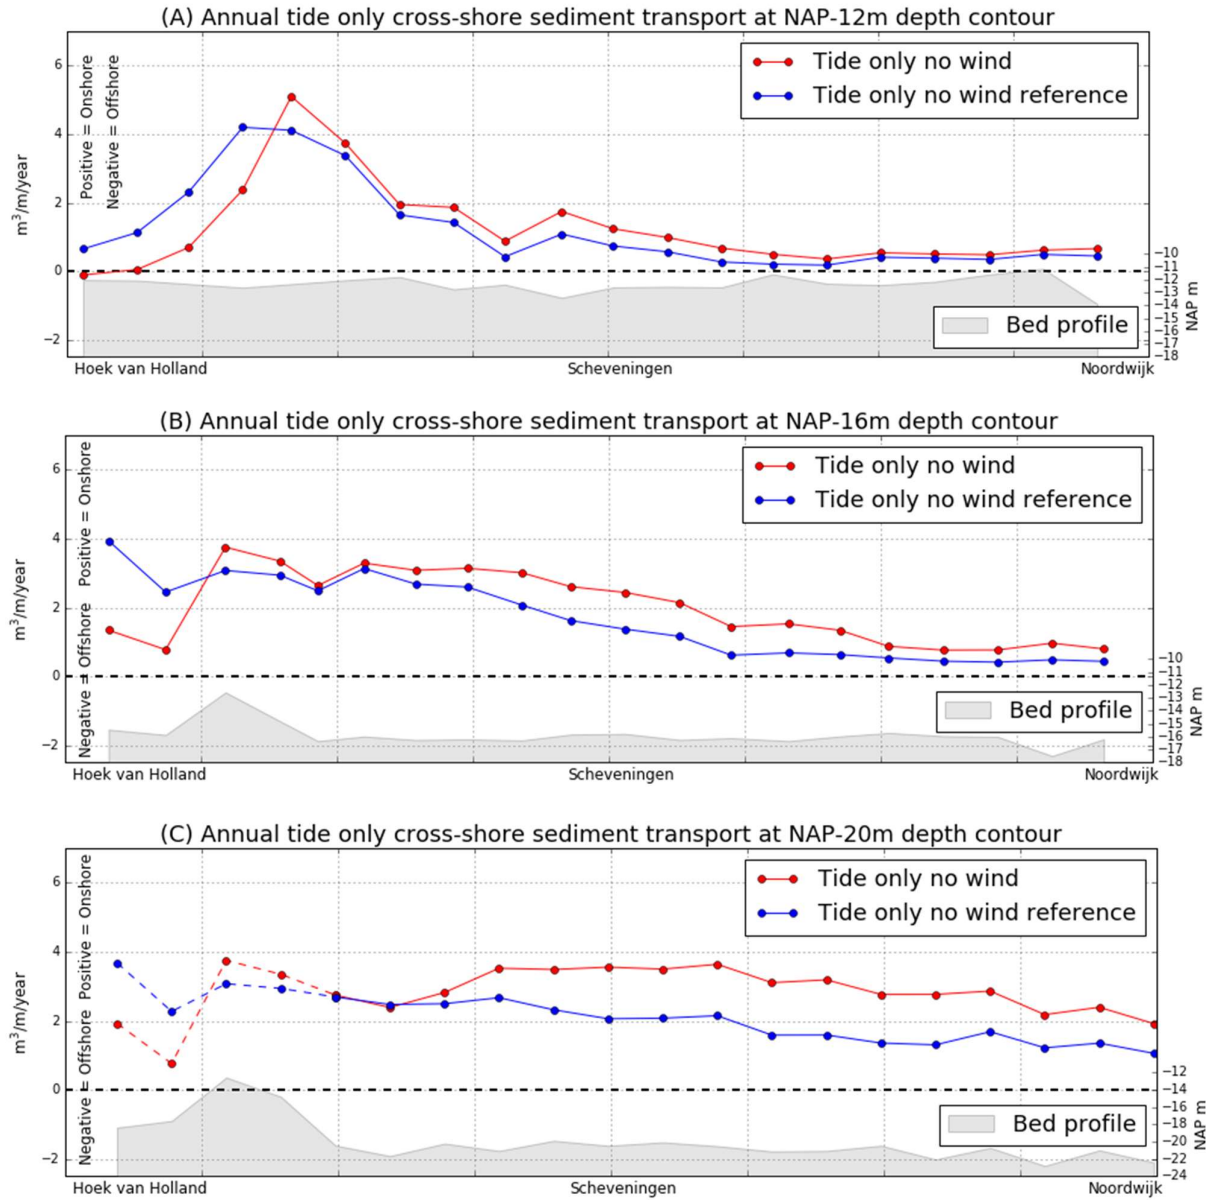 (A) Annual tide only cross-shore sediment transport at NAP-12m depth contour
m³/m/year
6
4
2
0
−2
Positive = Onshore
Negative = Offshore
Tide only no wind
Tide only no wind reference
Bed profile
−10
−11
−12
−13
−14
−15
−16
−17
−18
NAP m
Hoek van Holland
Scheveningen
Noordwijk
(B) Annual tide only cross-shore sediment transport at NAP-16m depth contour
m³/m/year
6
4
2
0
−2
Negative = Offshore Positive = Onshore
Tide only no wind
Tide only no wind reference
Bed profile
−10
−11
−12
−13
−14
−15
−16
−17
−18
NAP m
Hoek van Holland
Scheveningen
Noordwijk
(C) Annual tide only cross-shore sediment transport at NAP-20m depth contour
m³/m/year
6
4
2
0
−2
Negative = Offshore Positive = Onshore
Tide only no wind
Tide only no wind reference
Bed profile
−12
−14
−16
−18
−20
−22
−24
NAP m
Hoek van Holland
Scheveningen
Noordwijk